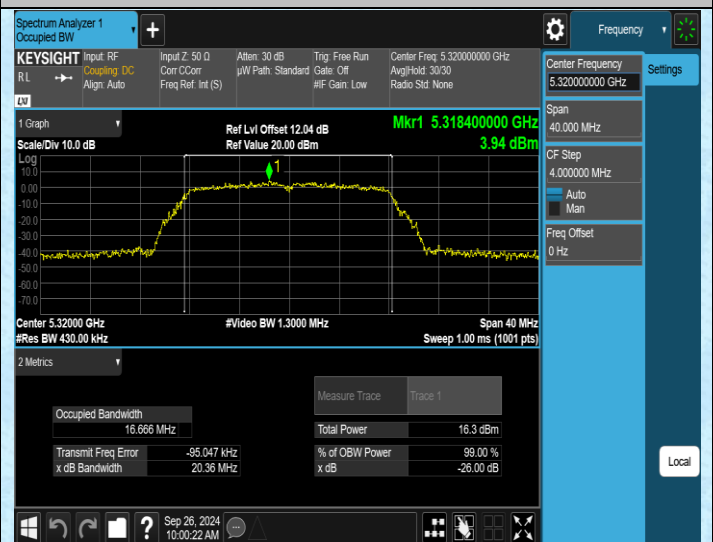 Spectrum Analyzer 1
Occupied BW
Frequency
KEYSIGHT
R L
Input: RF
Coupling: DC
Align: Auto
Input Z: 50 Ω
Corr CCorr
Freq Ref: Int (S)
Atten: 30 dB
µW Path: Standard
Trig: Free Run
Gate: Off
#IF Gain: Low
Center Freq: 5.320000000 GHz
Avg|Hold: 30/30
Radio Std: None
LXI
1 Graph
Scale/Div 10.0 dB
Ref Lvl Offset 12.04 dB
Ref Value 20.00 dBm
Mkr1 5.318400000 GHz
3.94 dBm
Log
10.0
0.00
-10.0
-20.0
-30.0
-40.0
-50.0
-60.0
-70.0
1
Center 5.32000 GHz
#Res BW 430.00 kHz
#Video BW 1.3000 MHz
Span 40 MHz
Sweep 1.00 ms (1001 pts)
2 Metrics
Measure Trace
Trace 1
Occupied Bandwidth
16.666 MHz
Total Power
16.3 dBm
Transmit Freq Error
-95.047 kHz
% of OBW Power
99.00 %
x dB Bandwidth
20.36 MHz
x dB
-26.00 dB
Center Frequency
5.320000000 GHz
Settings
Span
40.000 MHz
CF Step
4.000000 MHz
Auto
Man
Freq Offset
0 Hz
Local
?
Sep 26, 2024
10:00:22 AM